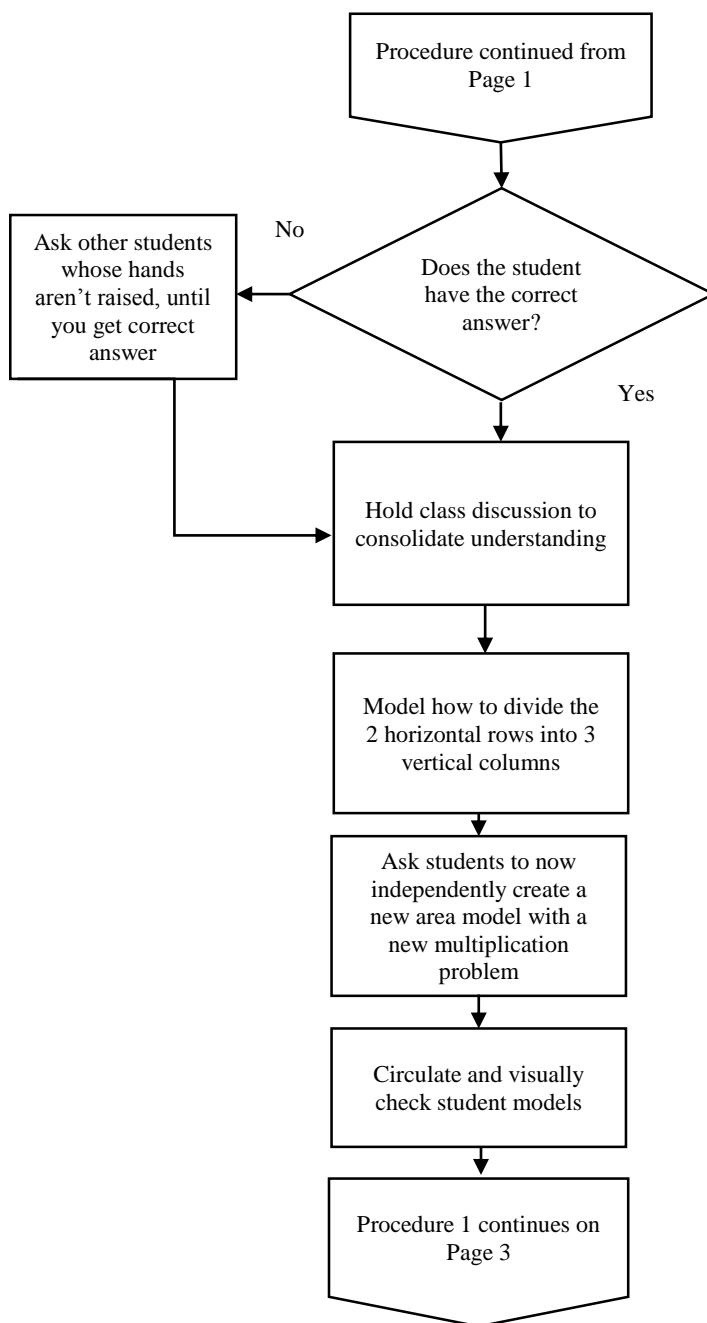 Procedure continued from
Page 1
No
Ask other students
whose hands
aren’t raised, until
you get correct
answer
Does the student
have the correct
answer?
Yes
Hold class discussion to
consolidate understanding
Model how to divide the
2 horizontal rows into 3
vertical columns
Ask students to now
independently create a
new area model with a
new multiplication
problem
Circulate and visually
check student models
Procedure 1 continues on
Page 3